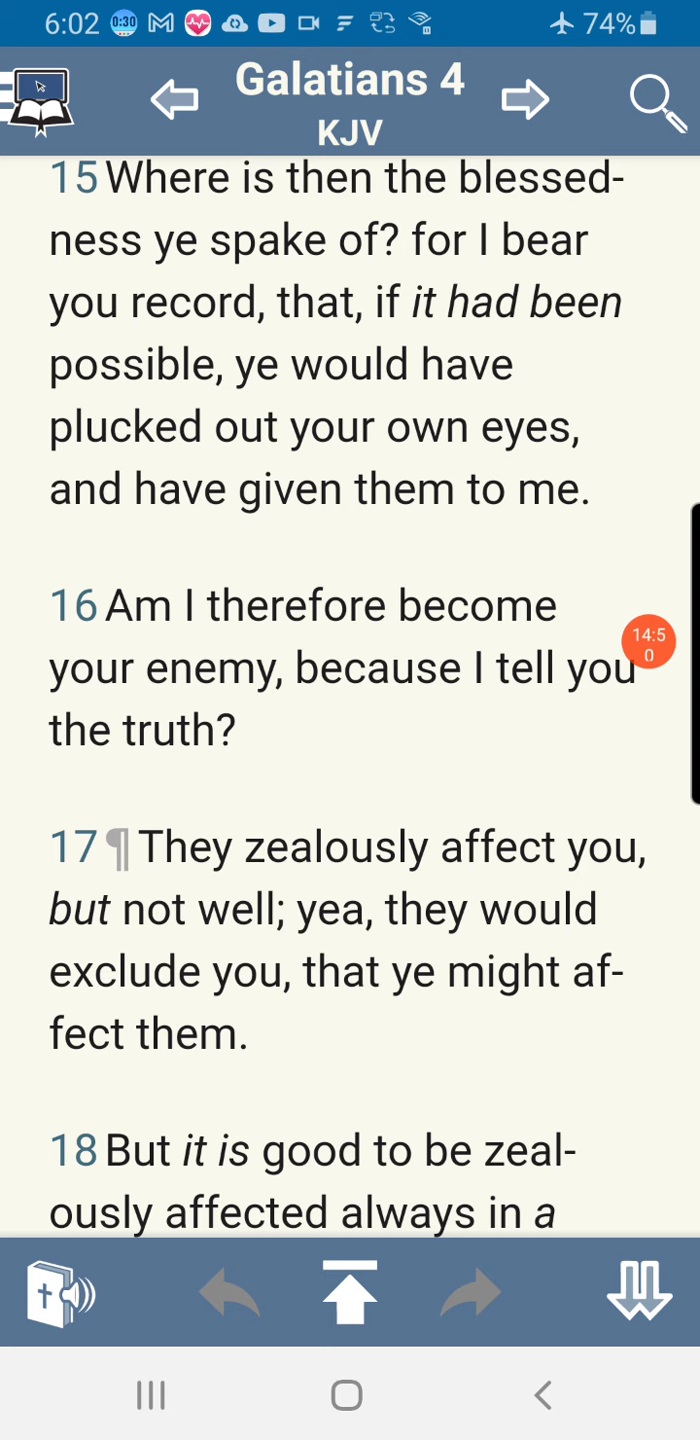 6:02 0:30 74%
Galatians 4
KJV
15 Where is then the blessed-
ness ye spake of? for I bear
you record, that, if it had been
possible, ye would have
plucked out your own eyes,
and have given them to me.
16 Am I therefore become
your enemy, because I tell you
the truth?
14:5
0
17 ¶ They zealously affect you,
but not well; yea, they would
exclude you, that ye might af-
fect them.
18 But it is good to be zeal-
ously affected always in a